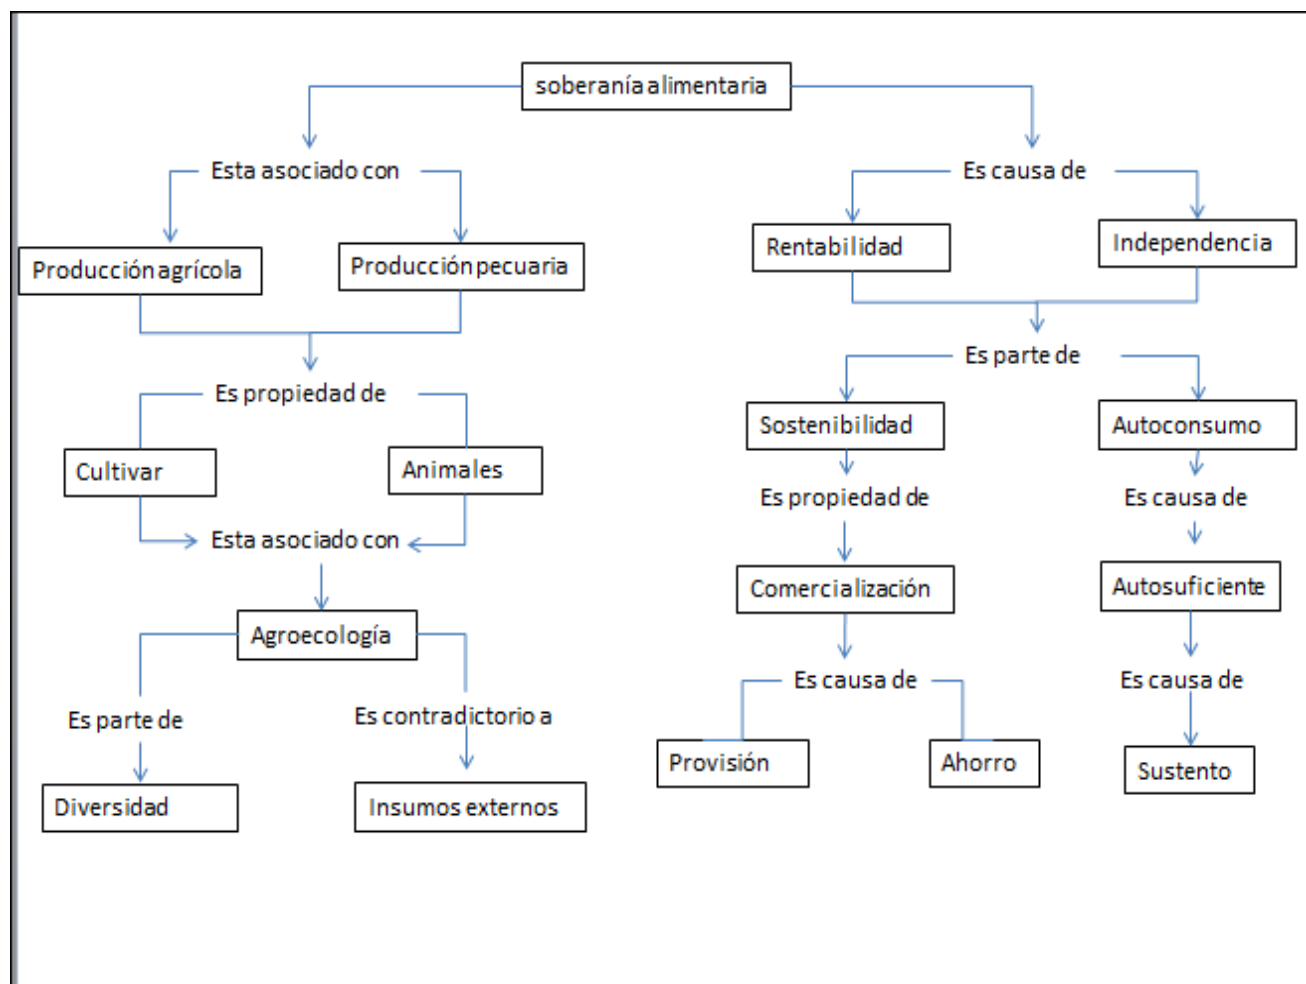 soberanía alimentaria
Esta asociado con
Es causa de
Producción agrícola
Producción pecuaria
Rentabilidad
Independencia
Es propiedad de
Es parte de
Cultivar
Animales
Sostenibilidad
Autoconsumo
Esta asociado con
Es propiedad de
Es causa de
Agroecología
Comercialización
Autosuficiente
Es parte de
Es contradictorio a
Es causa de
Es causa de
Diversidad
Insumos externos
Provisión
Ahorro
Sustento